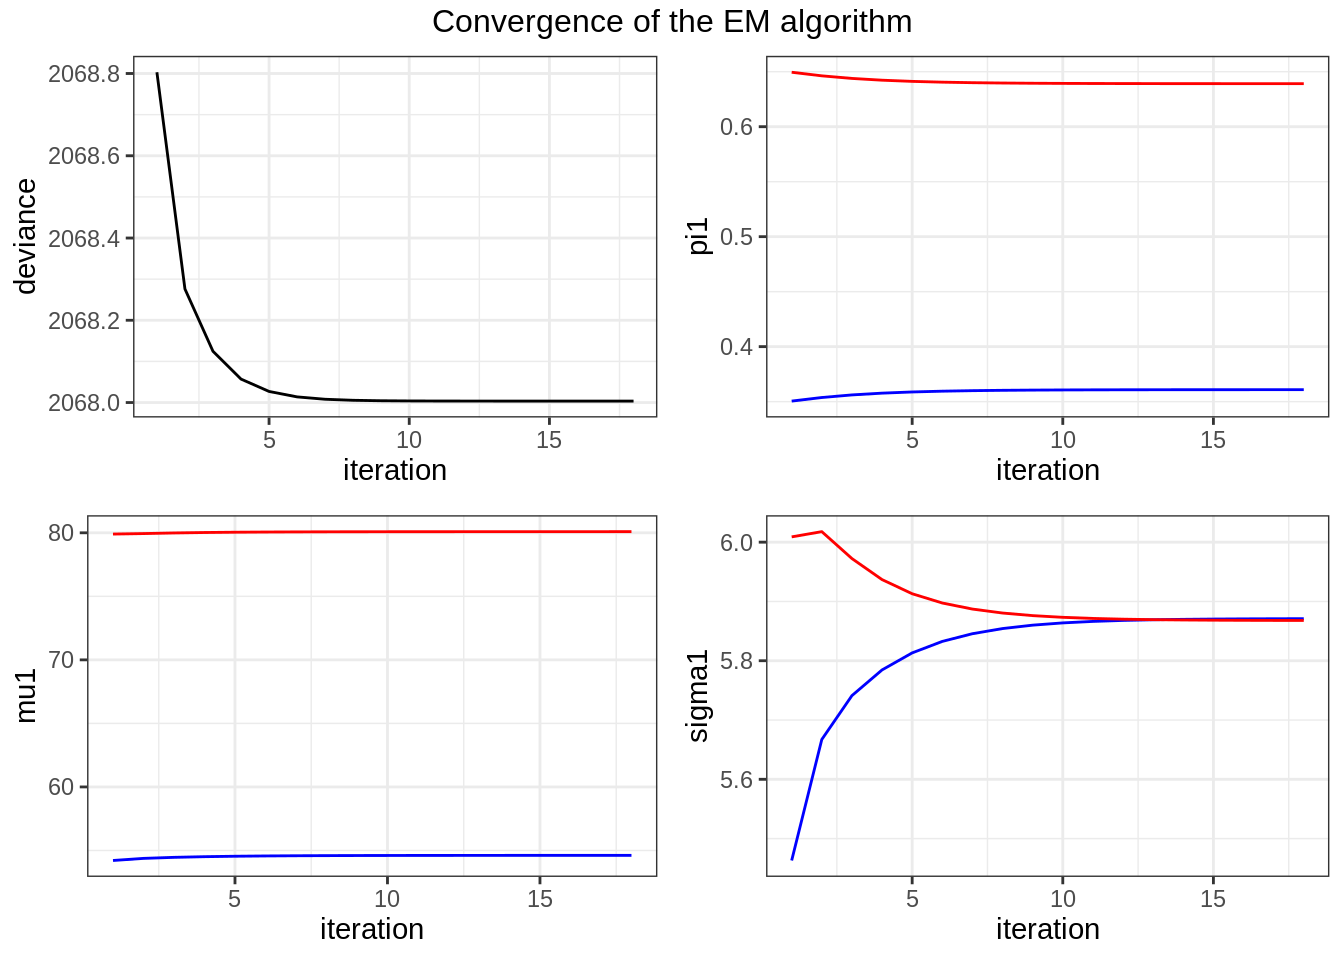 Convergence of the EM algorithm
deviance
2068.8
2068.6
2068.4
2068.2
2068.0
5 10 15
iteration
pi1
0.6
0.5
0.4
5 10 15
iteration
mu1
80
70
60
5 10 15
iteration
sigma1
6.0
5.8
5.6
5 10 15
iteration